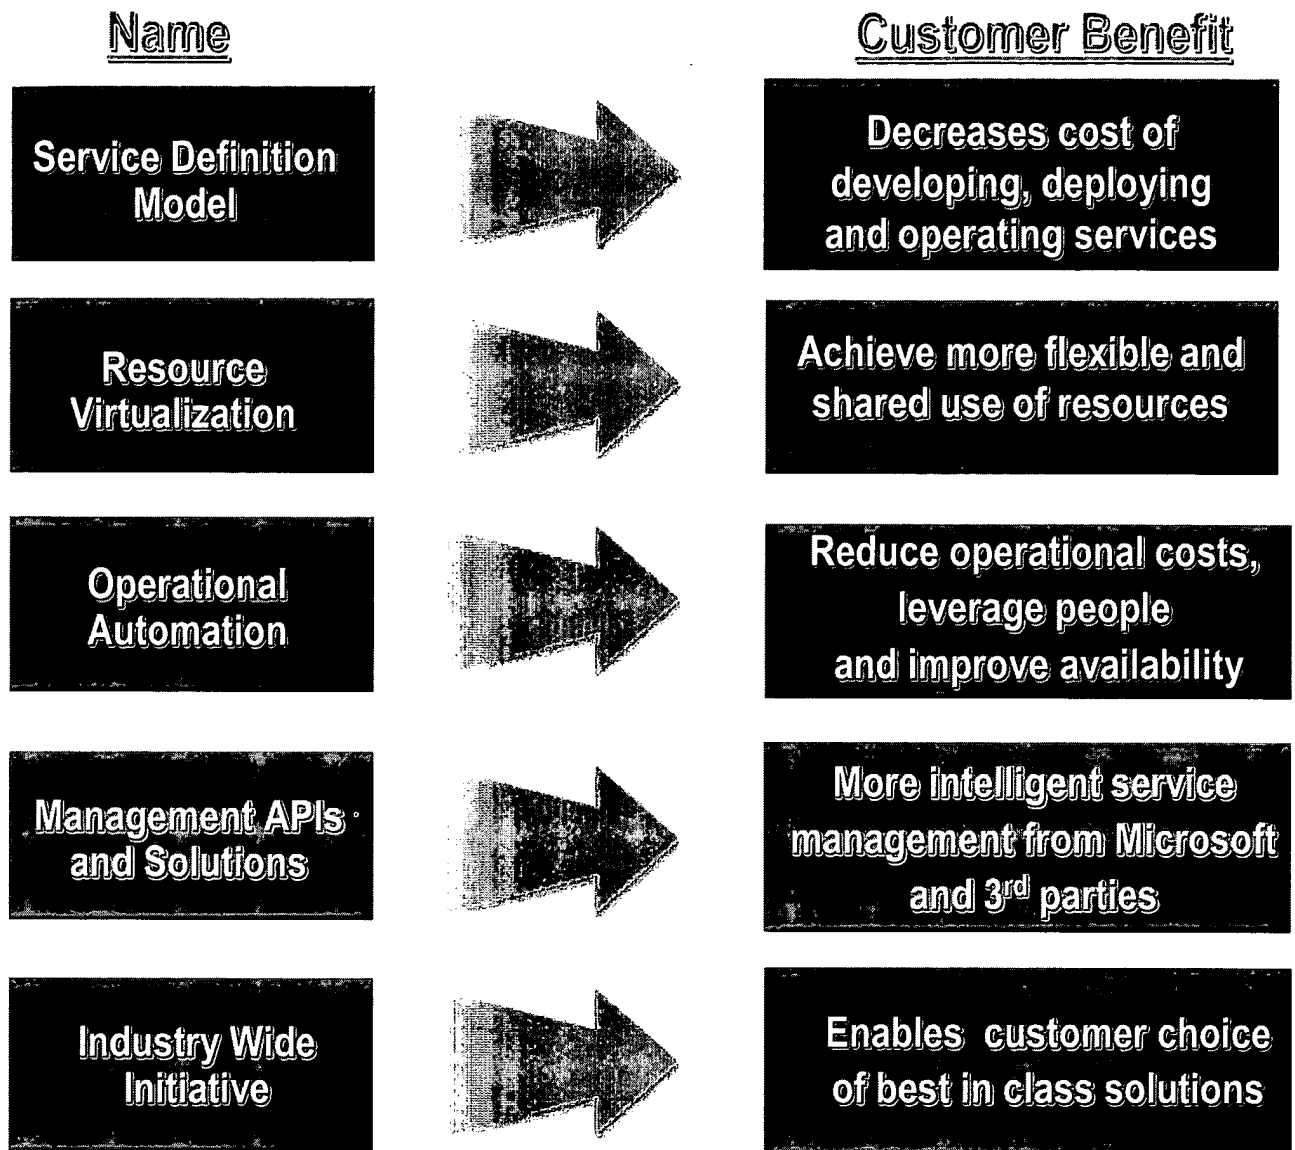 Name
Customer Benefit
Service Definition
Model
Decreases cost of
developing, deploying
and operating services
Resource
Virtualization
Achieve more flexible and
shared use of resources
Operational
Automation
Reduce operational costs,
leverage people
and improve availability
Management APIs
and Solutions
More intelligent service
management from Microsoft
and 3rd parties
Industry Wide
Initiative
Enables customer choice
of best in class solutions